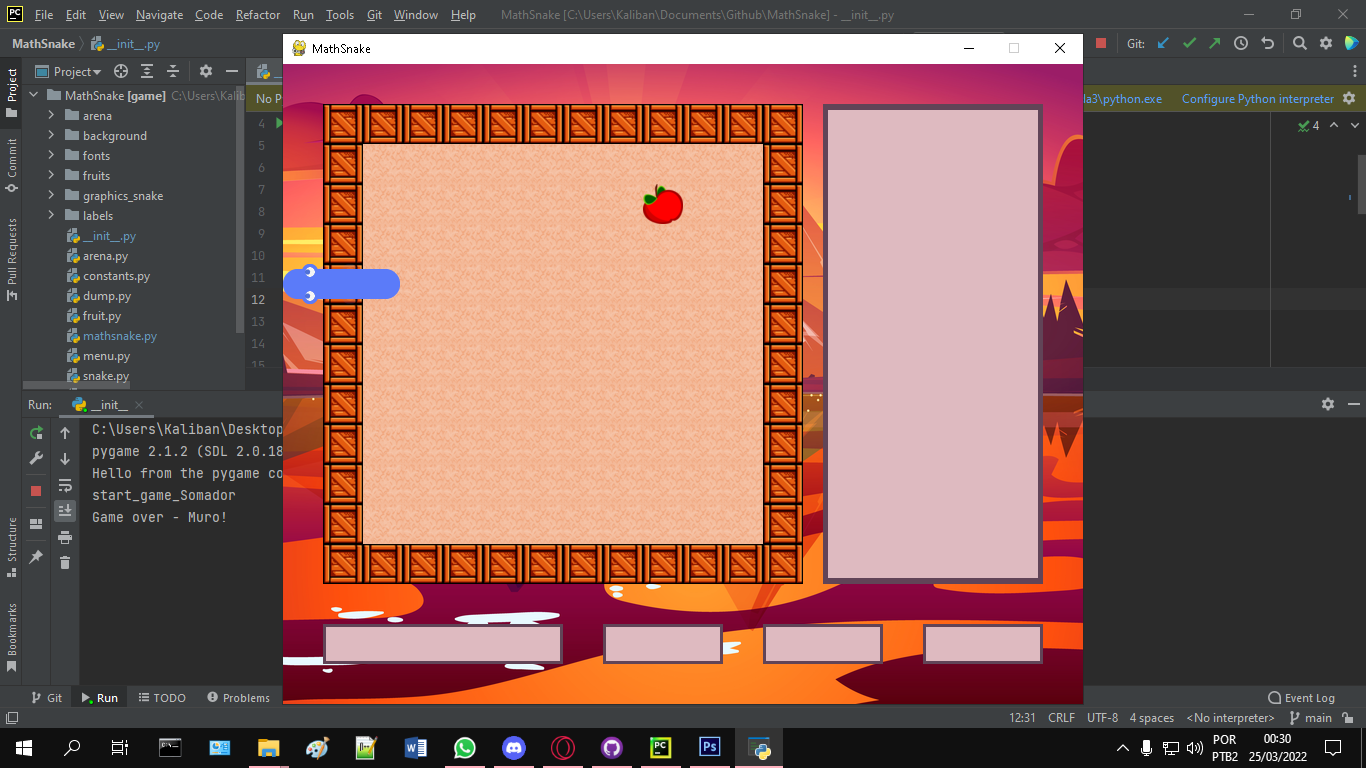 PC File Edit View Navigate Code Refactor Run Tools Git Window Help MathSnake [C:\Users\Kaliban\Documents\Github\MathSnake] - __init__.py
MathSnake __init__.py
Git:
MathSnake
Project
Project
MathSnake [game] C:\Users\Kalib
arena
background
fonts
fruits
graphics_snake
labels
__init__.py
arena.py
constants.py
dump.py
fruit.py
mathsnake.py
menu.py
snake.py
Commit
Pull Requests
No P
da3\python.exe Configure Python interpreter
4
4
5
6
7
8
9
10
11
12
13
14
15
Run: __init__
C:\Users\Kaliban\Desktop
pygame 2.1.2 (SDL 2.0.18
Hello from the pygame co
start_game_Somador
Game over - Muro!
Structure
Bookmarks
Git Run TODO Problems
Event Log
12:31 CRLF UTF-8 4 spaces <No interpreter> main
PC
Ps
POR
PTB2
00:30
25/03/2022